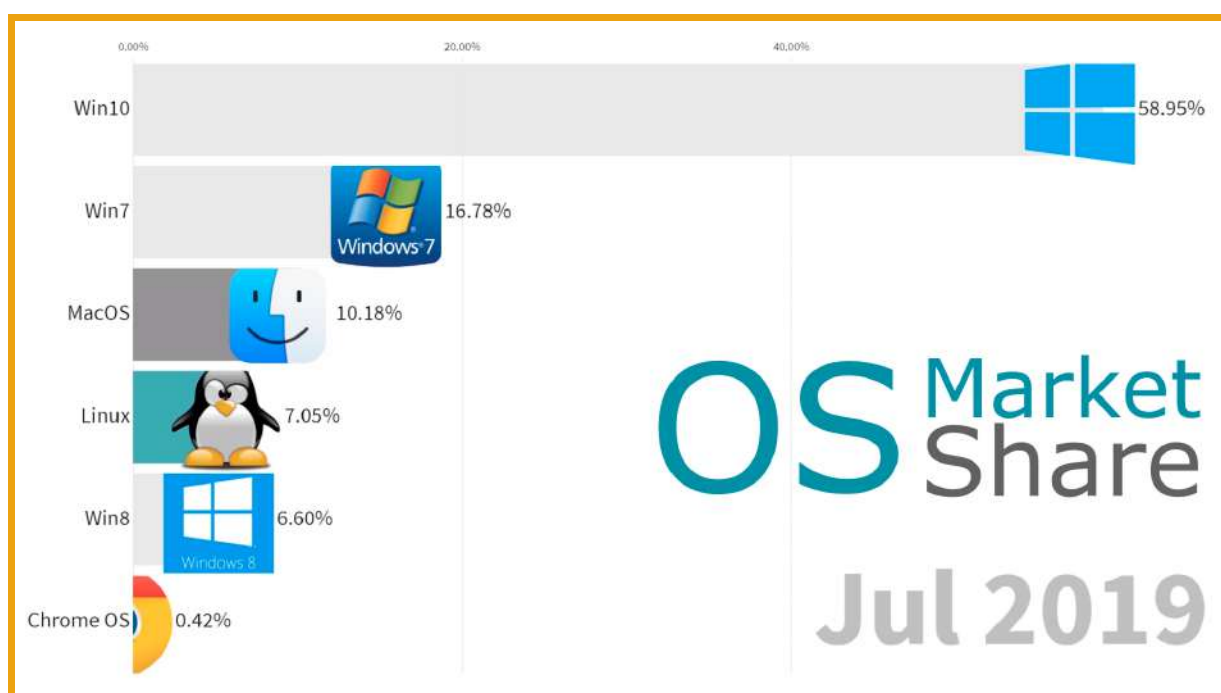 0.00% 20.00% 40.00%
Win10 58.95%
Win7 Windows 7 16.78%
MacOS 10.18%
Linux 7.05%
Win8 Windows 8 6.60%
Chrome OS 0.42%
OS Market Share
Jul 2019